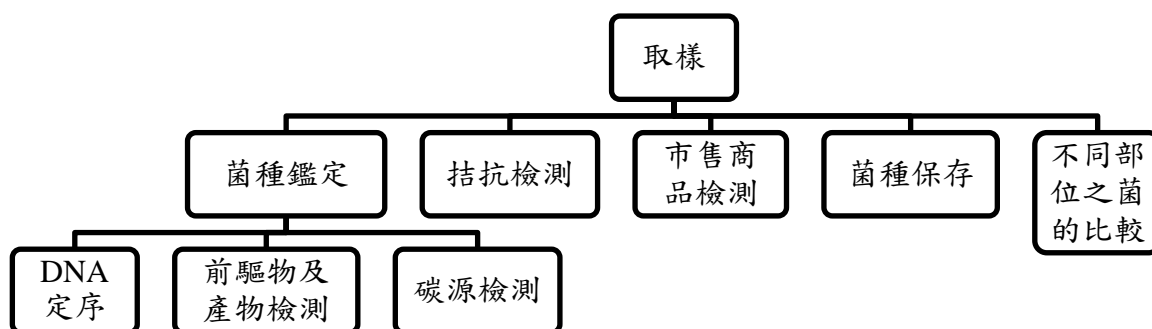 取樣
菌種鑑定
拮抗檢測
市售商
品檢測
菌種保存
不同部
位之菌
的比較
DNA
定序
前驅物及
產物檢測
碳源檢測